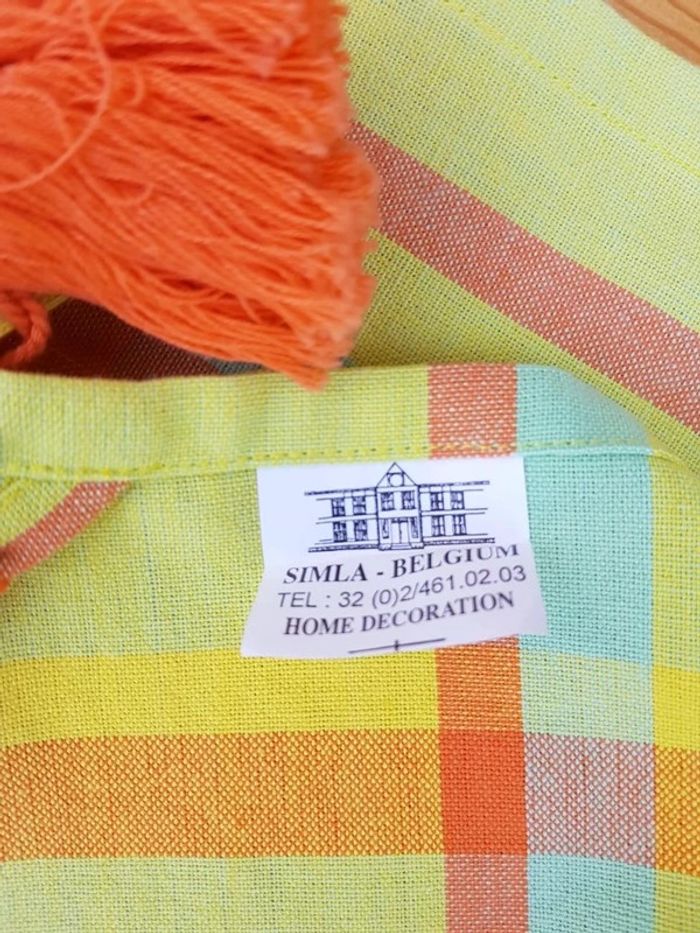 SIMLA - BELGIUM
TEL : 32 (0)2/461.02.03
HOME DECORATION